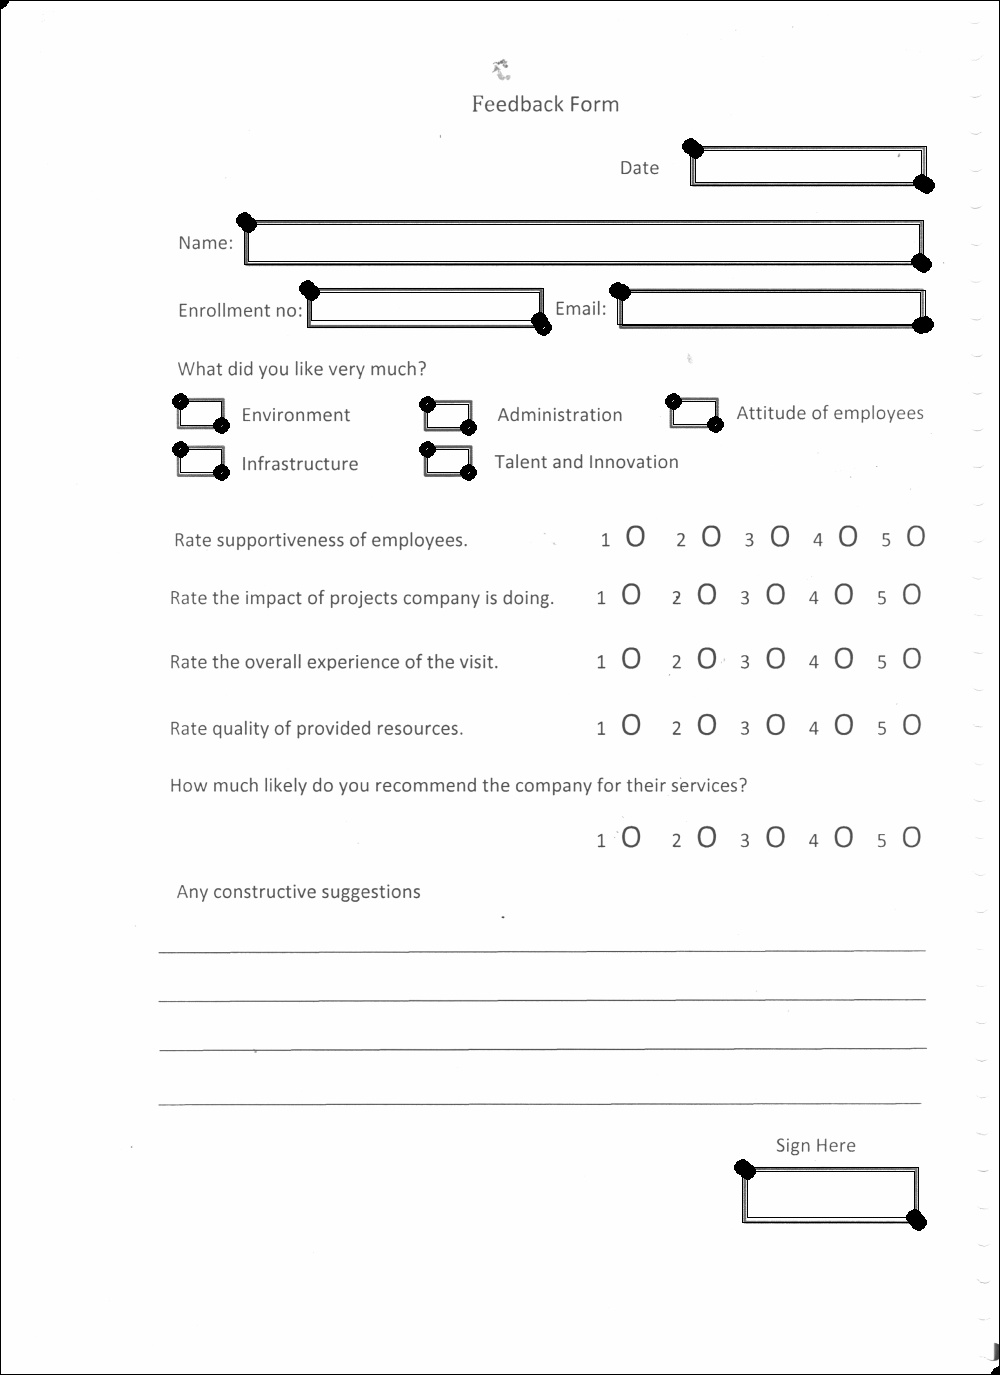 Feedback Form
Date
Name:
Enrollment no: Email:
What did you like very much?
Environment Administration Attitude of employees
Infrastructure Talent and Innovation
Rate supportiveness of employees. 1 O 2 O 3 O 4 O 5 O
Rate the impact of projects company is doing. 1 O 2 O 3 O 4 O 5 O
Rate the overall experience of the visit. 1 O 2 O 3 O 4 O 5 O
Rate quality of provided resources. 1 O 2 O 3 O 4 O 5 O
How much likely do you recommend the company for their services?
1 O 2 O 3 O 4 O 5 O
Any constructive suggestions
Sign Here